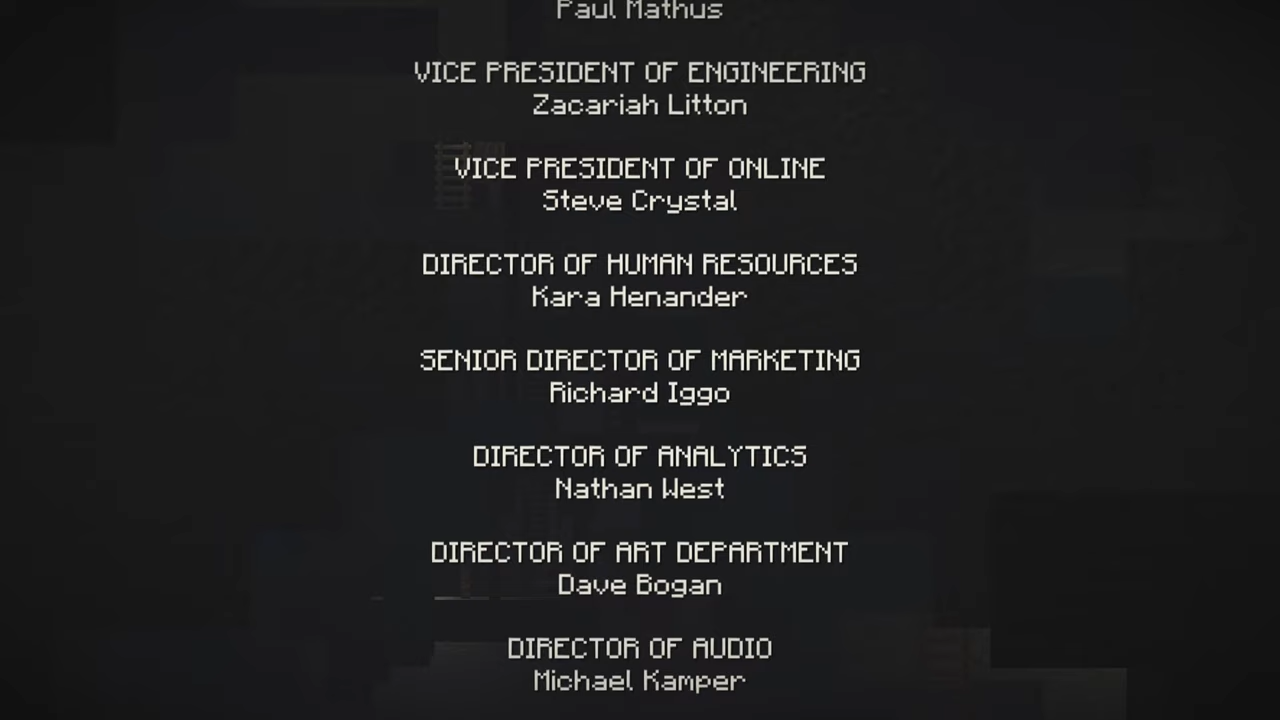 Paul Mathus
VICE PRESIDENT OF ENGINEERING
Zacariah Litton
VICE PRESIDENT OF ONLINE
Steve Crystal
DIRECTOR OF HUMAN RESOURCES
Kara Henander
SENIOR DIRECTOR OF MARKETING
Richard Iggo
DIRECTOR OF ANALYTICS
Nathan West
DIRECTOR OF ART DEPARTMENT
Dave Bogan
DIRECTOR OF AUDIO
Michael Kamper